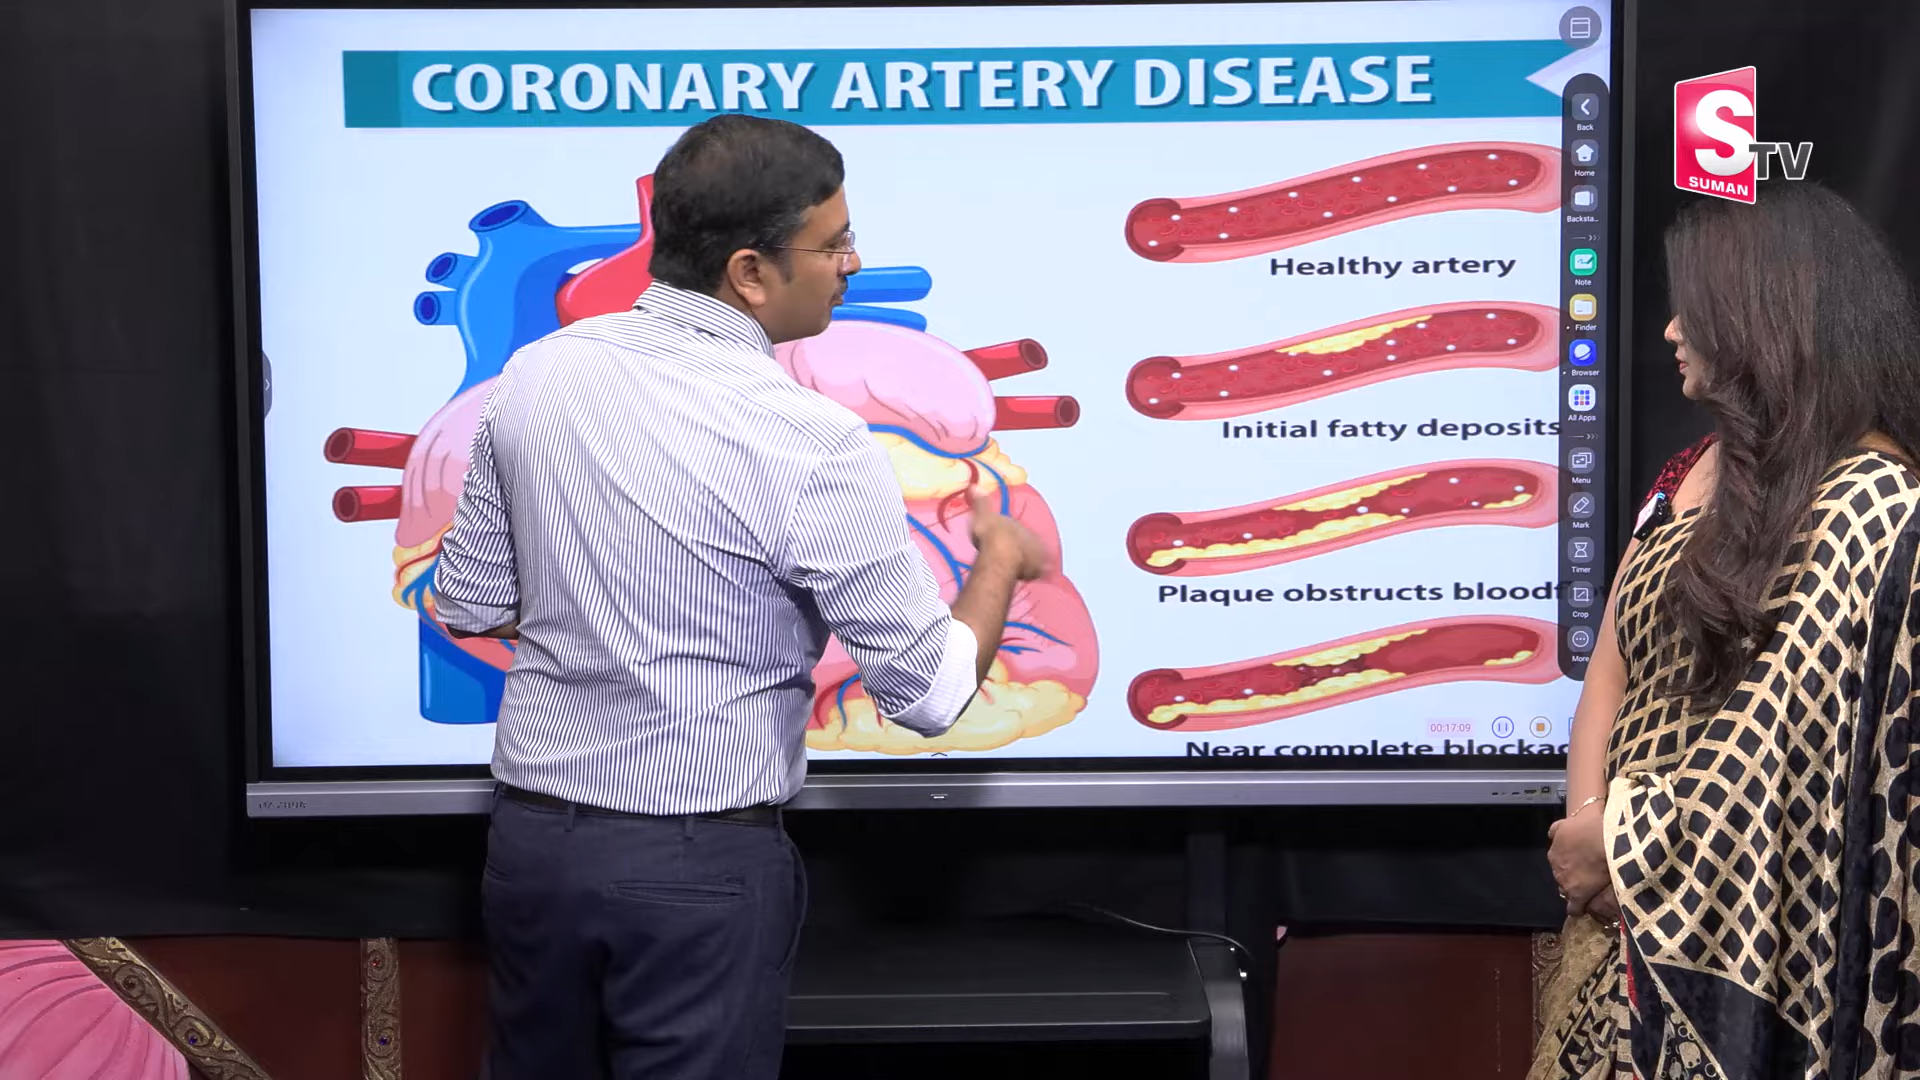 CORONARY ARTERY DISEASE
Healthy artery
Initial fatty deposits
Plaque obstructs bloodf
Near complete blockag
00:17:09
Back
Home
Backsta...
Note
Finder
Browser
All Apps
Menu
Mark
Timer
Crop
More
S
TV
SUMAN